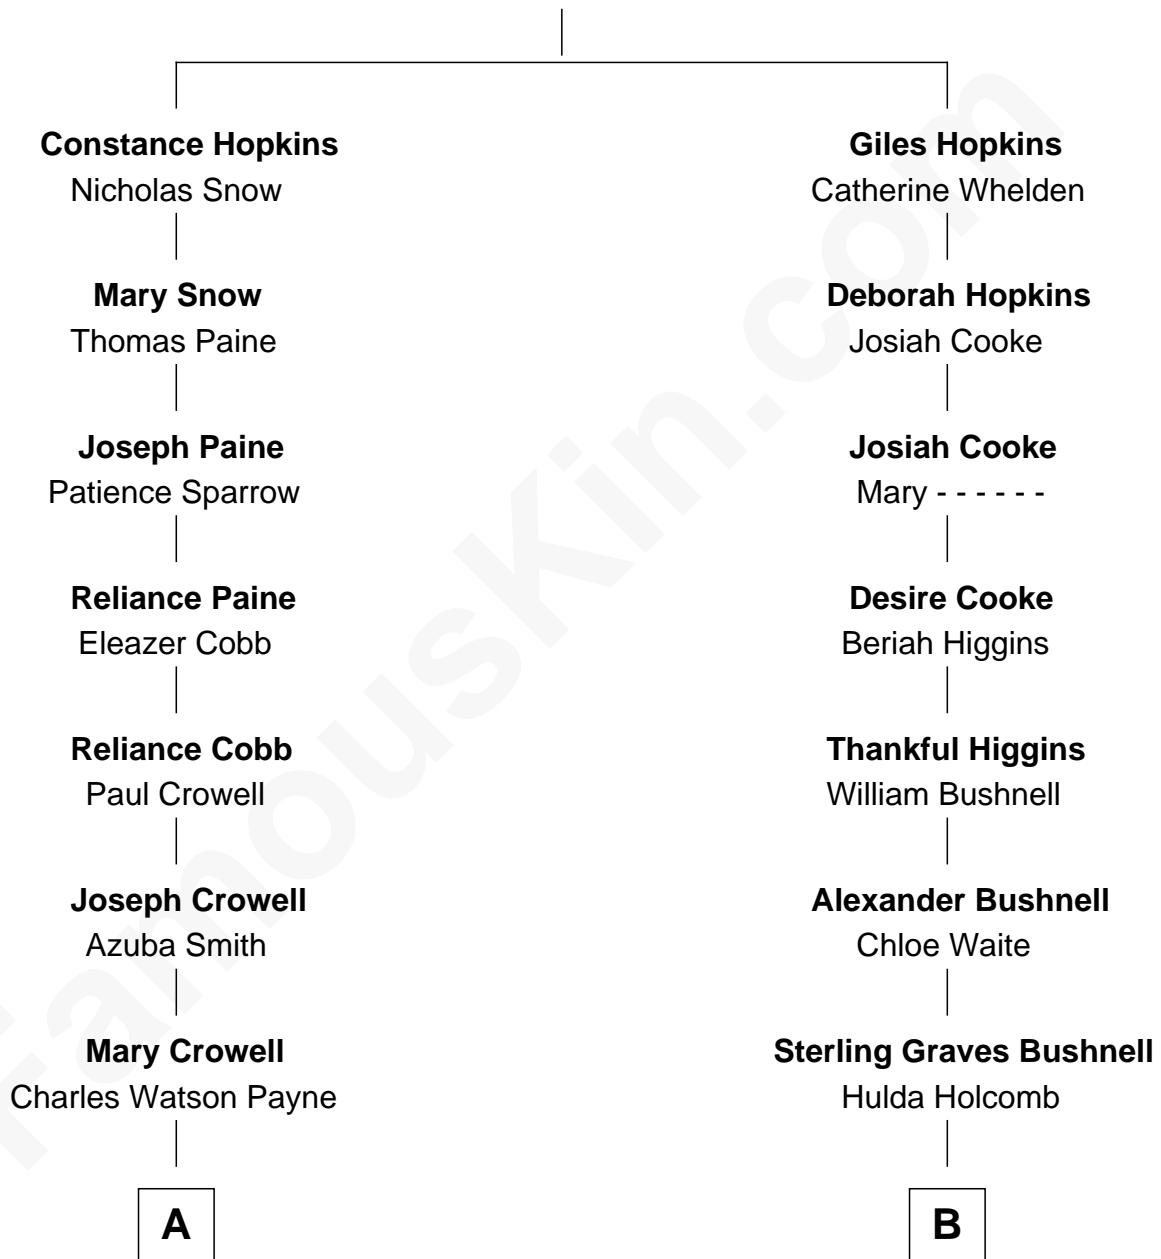 Constance Hopkins
Nicholas Snow
Mary Snow
Thomas Paine
Joseph Paine
Patience Sparrow
Reliance Paine
Eleazer Cobb
Reliance Cobb
Paul Crowell
Joseph Crowell
Azuba Smith
Mary Crowell
Charles Watson Payne
A
Giles Hopkins
Catherine Whelden
Deborah Hopkins
Josiah Cooke
Josiah Cooke
Mary - - - - - -
Desire Cooke
Beriah Higgins
Thankful Higgins
William Bushnell
Alexander Bushnell
Chloe Waite
Sterling Graves Bushnell
Hulda Holcomb
B
FamousKin.com